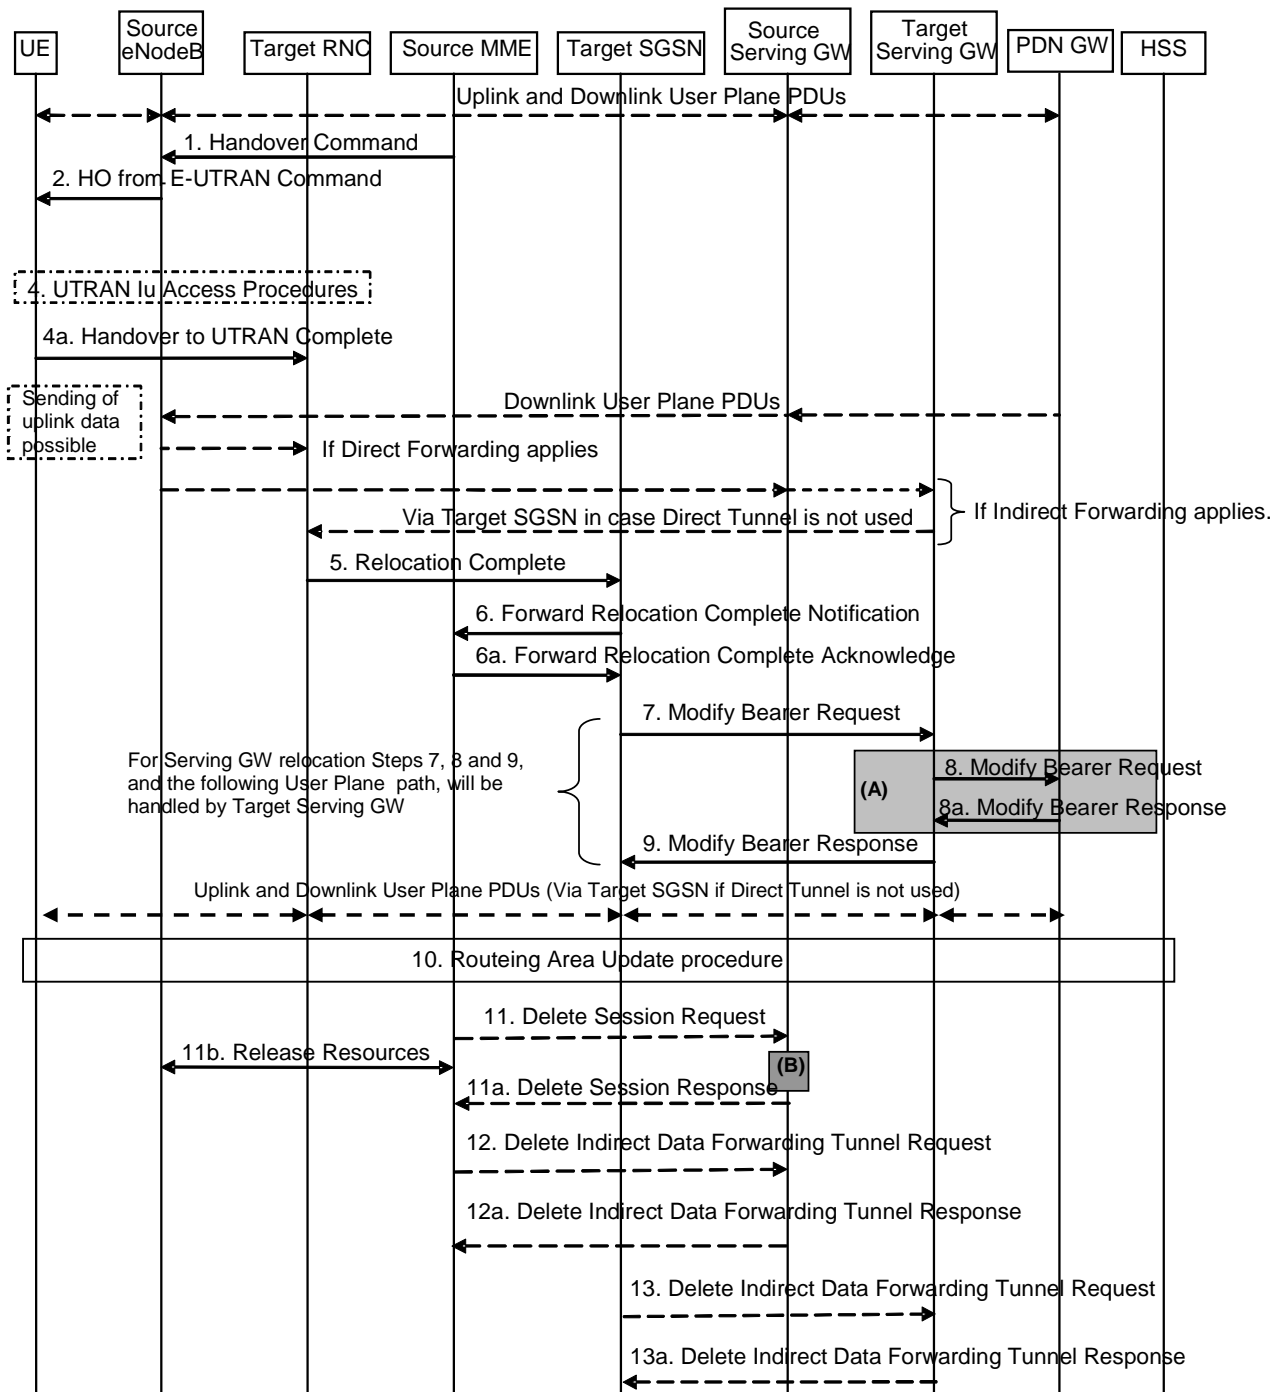 UE
Source
eNodeB
Target RNC
Source MME
Target SGSN
Source
Serving GW
Target
Serving GW
PDN GW
HSS
Uplink and Downlink User Plane PDUs
1. Handover Command
2. HO from E-UTRAN Command
4. UTRAN Iu Access Procedures
4a. Handover to UTRAN Complete
Sending of
uplink data
possible
Downlink User Plane PDUs
If Direct Forwarding applies
Via Target SGSN in case Direct Tunnel is not used
If Indirect Forwarding applies.
5. Relocation Complete
6. Forward Relocation Complete Notification
6a. Forward Relocation Complete Acknowledge
7. Modify Bearer Request
For Serving GW relocation Steps 7, 8 and 9,
and the following User Plane path, will be
handled by Target Serving GW
(A)
8. Modify Bearer Request
8a. Modify Bearer Response
9. Modify Bearer Response
Uplink and Downlink User Plane PDUs (Via Target SGSN if Direct Tunnel is not used)
10. Routeing Area Update procedure
11. Delete Session Request
11b. Release Resources
(B)
11a. Delete Session Response
12. Delete Indirect Data Forwarding Tunnel Request
12a. Delete Indirect Data Forwarding Tunnel Response
13. Delete Indirect Data Forwarding Tunnel Request
13a. Delete Indirect Data Forwarding Tunnel Response